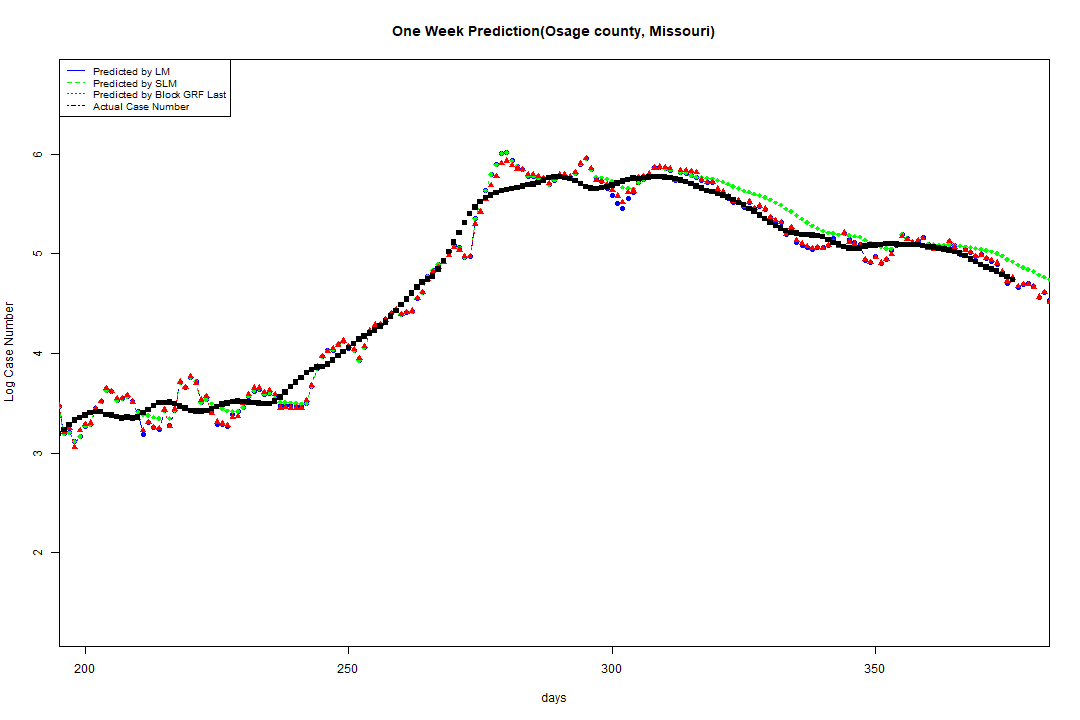 One Week Prediction(Osage county, Missouri)
Predicted by LM
Predicted by SLM
Predicted by Block GRF Last
Actual Case Number
Log Case Number
6
5
4
3
2
200
250
300
350
days